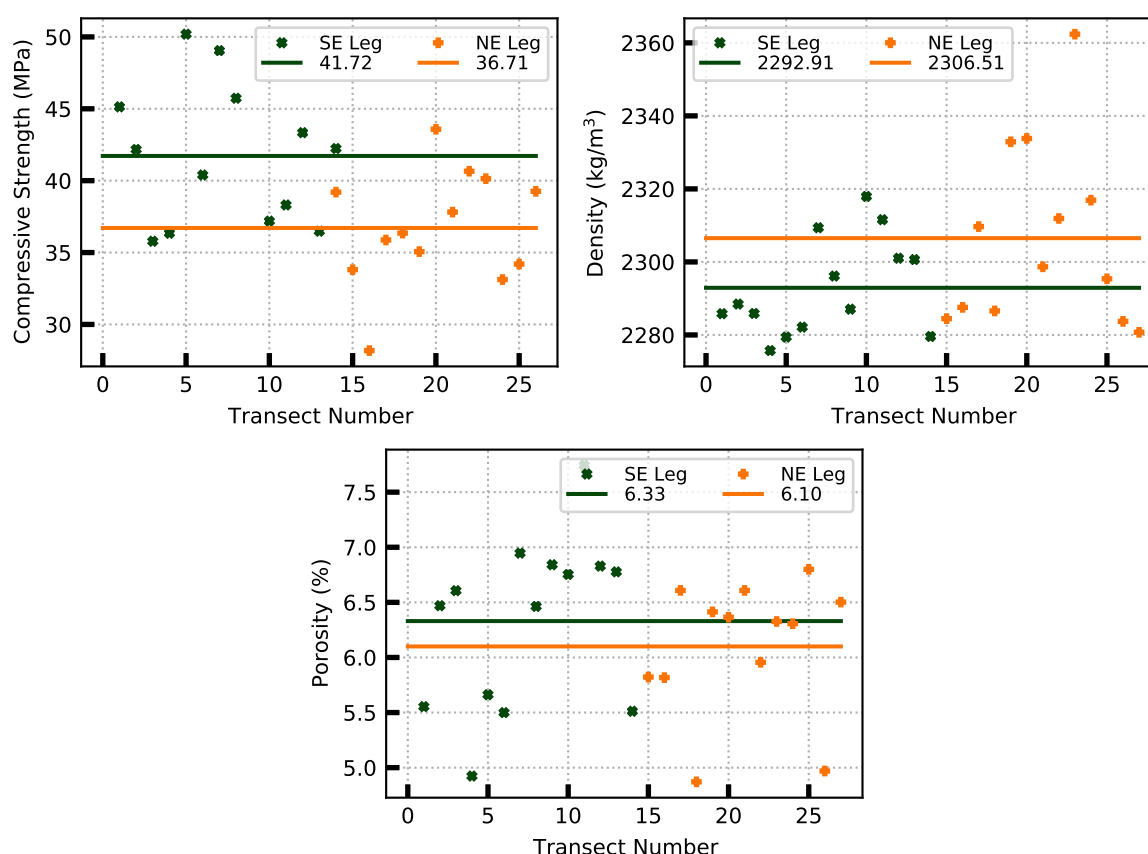 Compressive Strength (MPa)
50
45
40
35
30
SE Leg NE Leg
41.72 36.71
0 5 10 15 20 25
Transect Number
Density (kg/m³)
2360
2340
2320
2300
2280
SE Leg NE Leg
2292.91 2306.51
0 5 10 15 20 25
Transect Number
Porosity (%)
7.5
7.0
6.5
6.0
5.5
5.0
SE Leg NE Leg
6.33 6.10
0 5 10 15 20 25
Transect Number